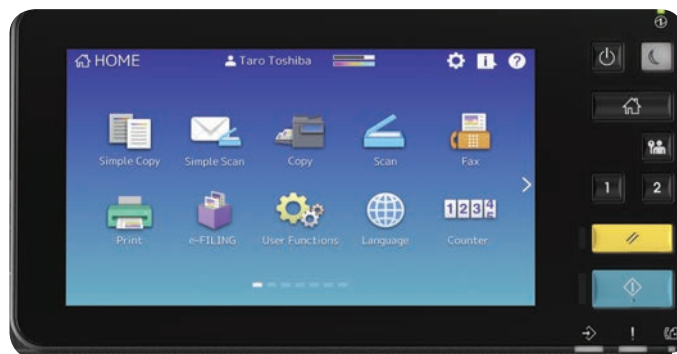 HOME Taro Toshiba
Simple Copy Simple Scan Copy Scan Fax
1234
Print e-FILING User Functions Language Counter
1 2